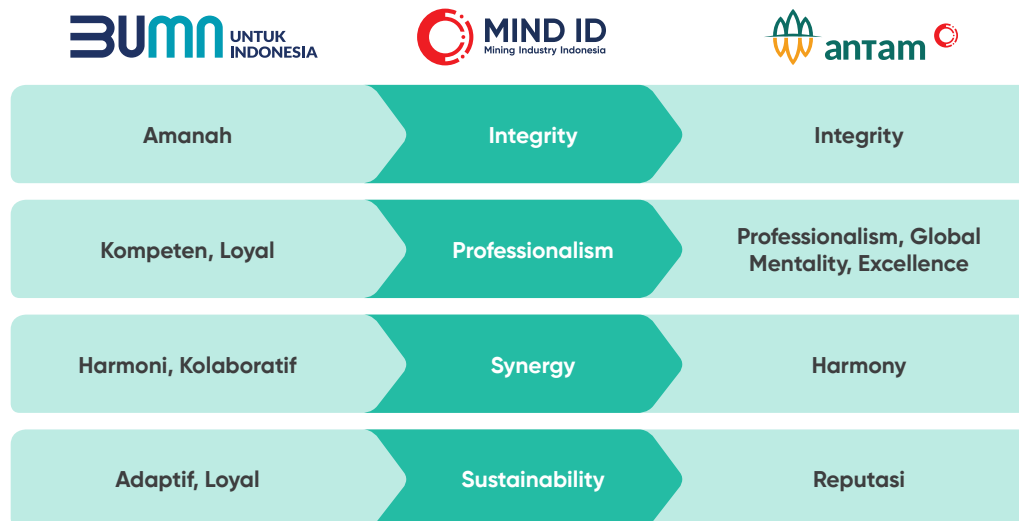 BUMN UNTUK
INDONESIA
MIND ID
Mining Industry Indonesia
antam
Amanah
Integrity
Integrity
Kompeten, Loyal
Professionalism
Professionalism, Global
Mentality, Excellence
Harmoni, Kolaboratif
Synergy
Harmony
Adaptif, Loyal
Sustainability
Reputasi